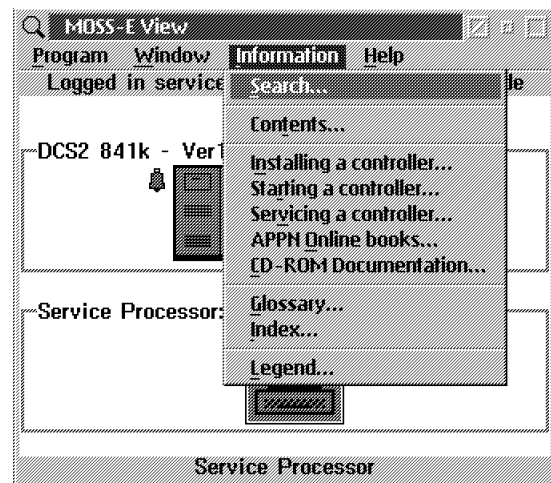 MOSS-E View
Program Window Information Help
Logged in service le
Search...
Contents...
DCS2 841k - Ver1
Installing a controller...
Starting a controller...
Servicing a controller...
APPN Online books...
CD-ROM Documentation...
Service Processor:
Glossary...
Index...
Legend...
Service Processor